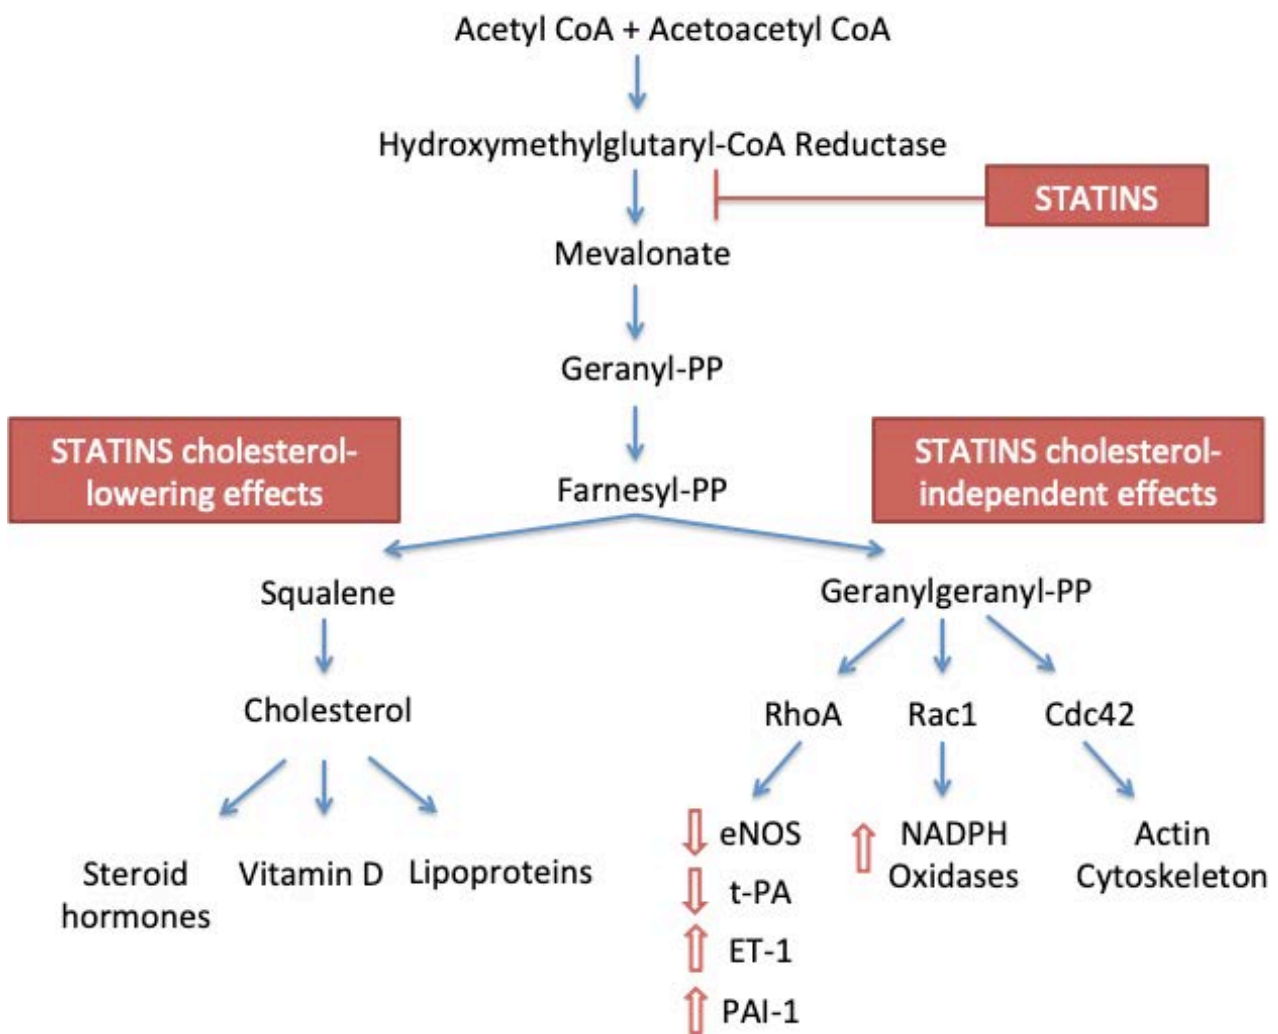 Acetyl CoA + Acetoacetyl CoA
Hydroxymethylglutaryl-CoA Reductase
STATINS
Mevalonate
Geranyl-PP
STATINS cholesterol-
lowering effects
STATINS cholesterol-
independent effects
Farnesyl-PP
Squalene
Geranylgeranyl-PP
Cholesterol
RhoA
Rac1
Cdc42
Steroid
hormones
Vitamin D
Lipoproteins
eNOS
t-PA
ET-1
PAI-1
NADPH
Oxidases
Actin
Cytoskeleton